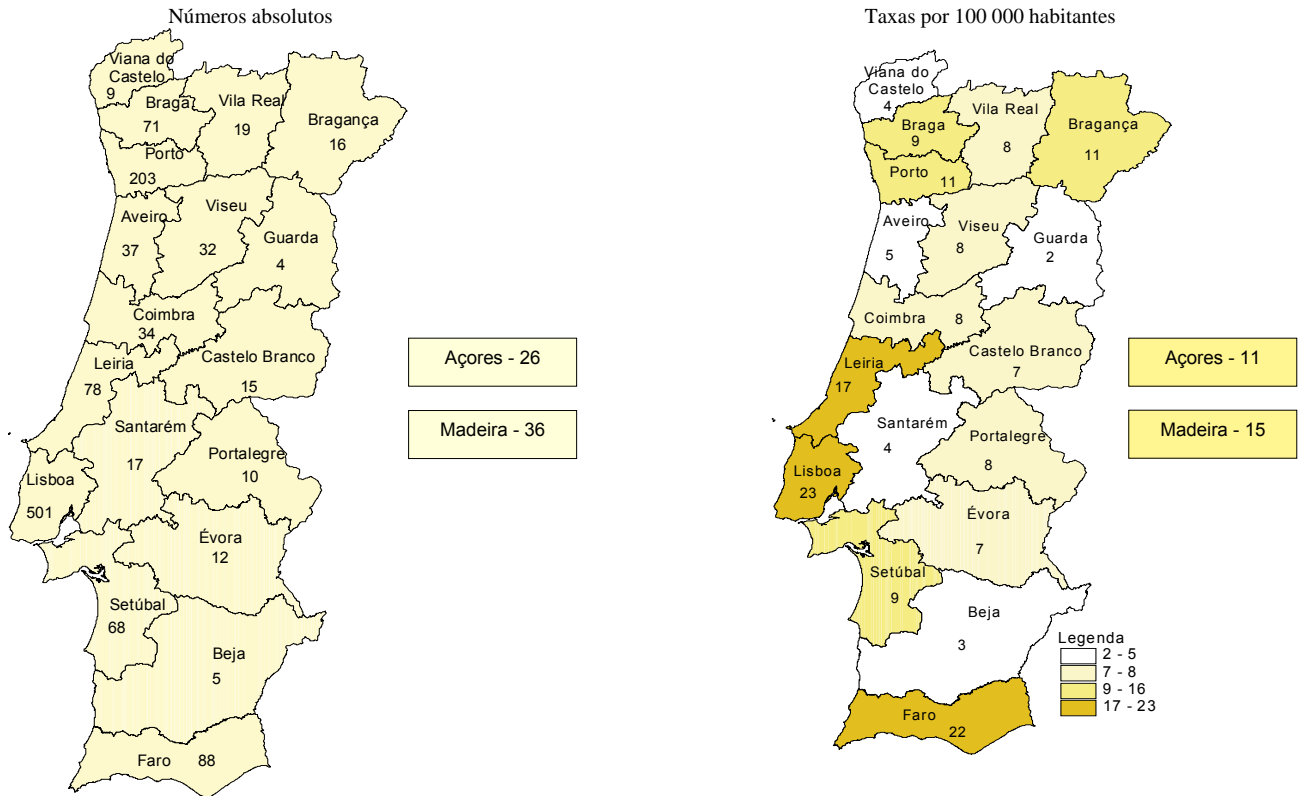 Números absolutos
Viana do
Castelo
9
Braga
71
Vila Real
19
Bragança
16
Porto
203
Aveiro
37
Viseu
32
Guarda
4
Coimbra
34
Leiria
78
Castelo Branco
15
Santarém
17
Portalegre
10
Lisboa
501
Évora
12
Setúbal
68
Beja
5
Faro 88
Açores - 26
Madeira - 36
Taxas por 100 000 habitantes
Viana do
Castelo
4
Braga
9
Vila Real
8
Bragança
11
Porto 11
Aveiro
5
Viseu
8
Guarda
2
Coimbra 8
Leiria
17
Castelo Branco
7
Santarém
4
Portalegre
8
Lisboa
23
Évora
7
Setúbal
9
Beja
3
Faro
22
Açores - 11
Madeira - 15
Legenda
2 - 5
7 - 8
9 - 16
17 - 23